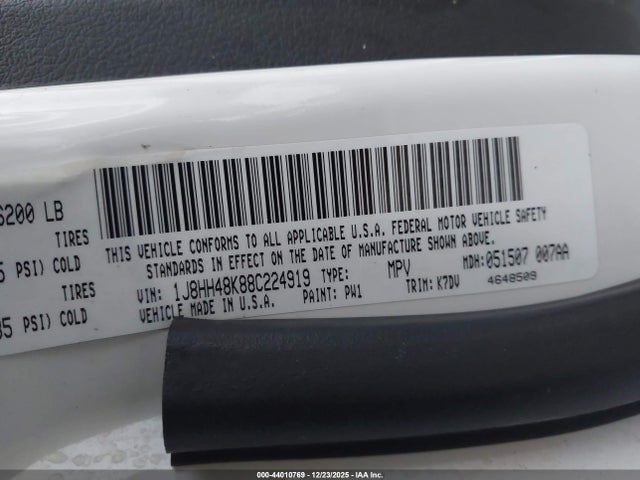 6200 LB
TIRES
5 PSI) COLD
TIRES
35 PSI) COLD
THIS VEHICLE CONFORMS TO ALL APPLICABLE U.S.A. FEDERAL MOTOR VEHICLE SAFETY
STANDARDS IN EFFECT ON THE DATE OF MANUFACTURE SHOWN ABOVE.
VIN: 1J8HH48K88C224919 TYPE: MPV MDH: 051507 007AA
VEHICLE MADE IN U.S.A. PAINT: PW1 TRIM: K7DV 4648509
000-44010769 | 12/23/2025 | IAA Inc.